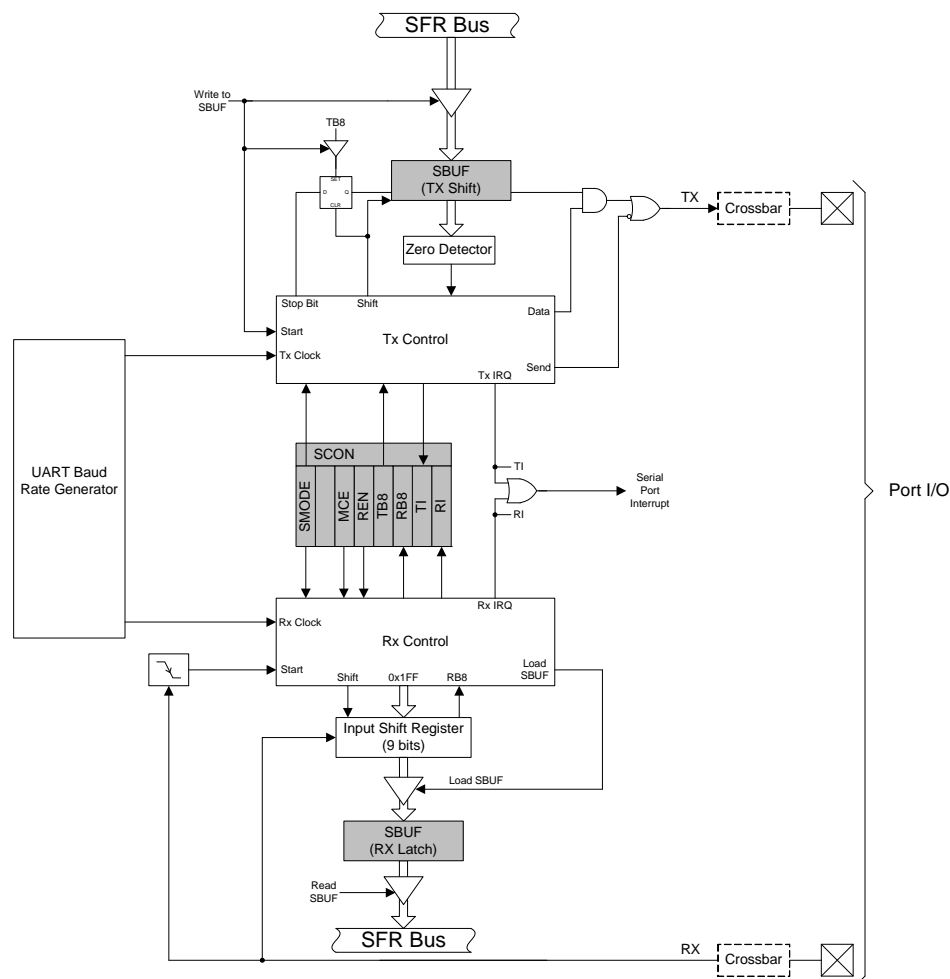 SFR Bus
Write to
SBUF
TB8
SET
D
Q
CLR
SBUF
(TX Shift)
TX
Crossbar
Zero Detector
Stop Bit
Shift
Start
Tx Clock
Tx Control
Data
Send
Tx IRQ
UART Baud
Rate Generator
SCON
SMODE
MCE
REN
TB8
RB8
TI
RI
TI
RI
Serial
Port
Interrupt
Port I/O
Rx IRQ
Rx Clock
Rx Control
Start
Load
SBUF
Shift
0x1FF
RB8
Input Shift Register
(9 bits)
Load SBUF
SBUF
(RX Latch)
Read
SBUF
SFR Bus
RX
Crossbar